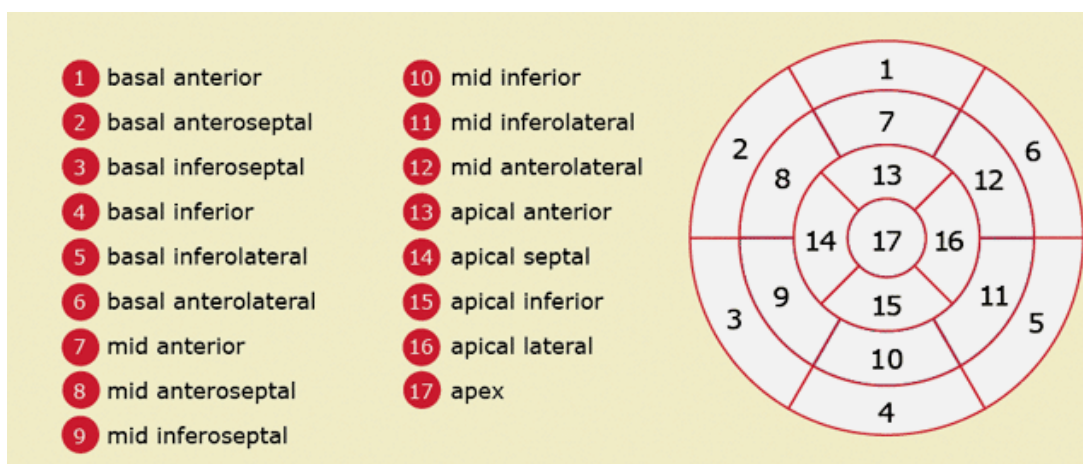 1 basal anterior
2 basal anteroseptal
3 basal inferoseptal
4 basal inferior
5 basal inferolateral
6 basal anterolateral
7 mid anterior
8 mid anteroseptal
9 mid inferoseptal
10 mid inferior
11 mid inferolateral
12 mid anterolateral
13 apical anterior
14 apical septal
15 apical inferior
16 apical lateral
17 apex
1
7
2 6
8 13 12
14 17 16
9 15 11
3 5
10
4